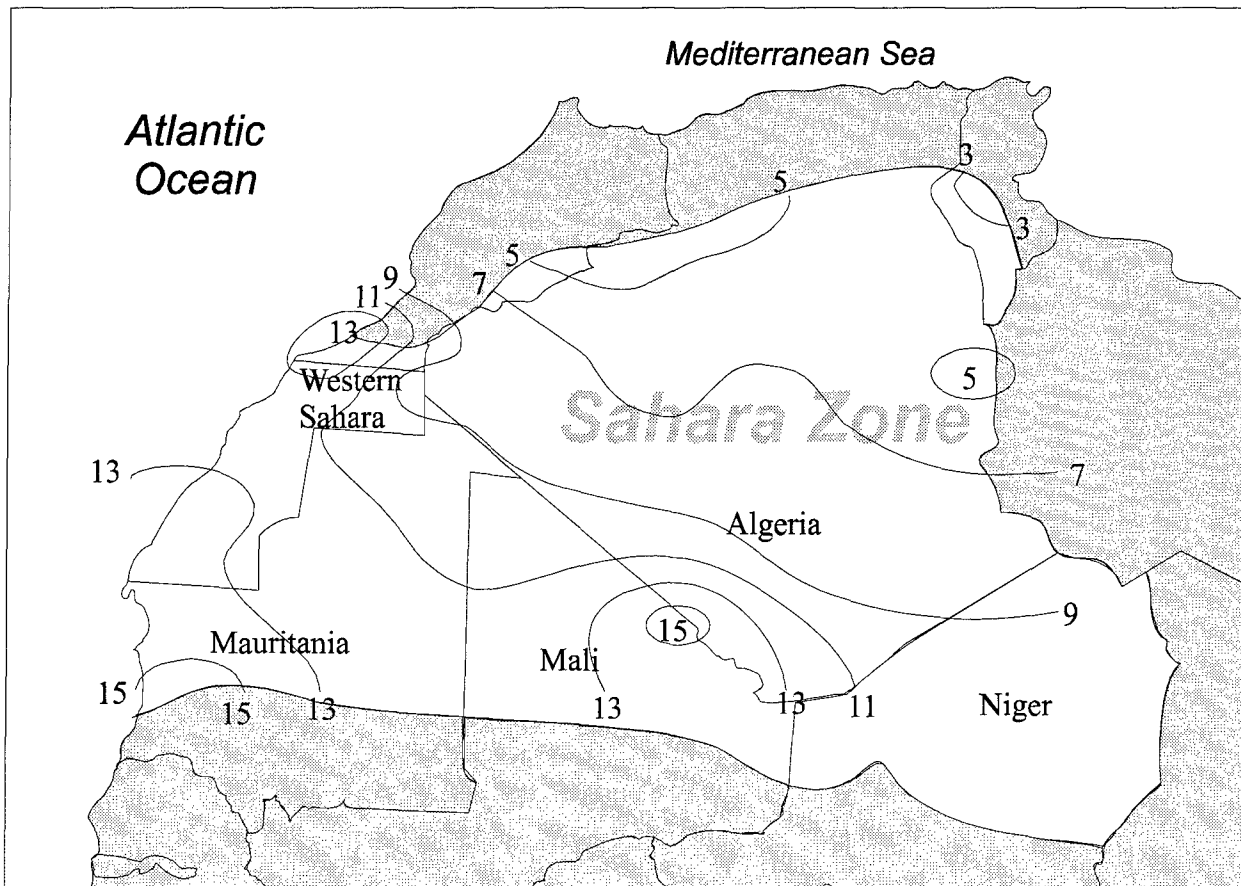 Mediterranean Sea
Atlantic
Ocean
3
5
3
5
9
7
11
13
5
Western
Sahara
Sahara Zone
13
7
Algeria
9
15
Mauritania
Mali
15
15
13
13
13
11
Niger